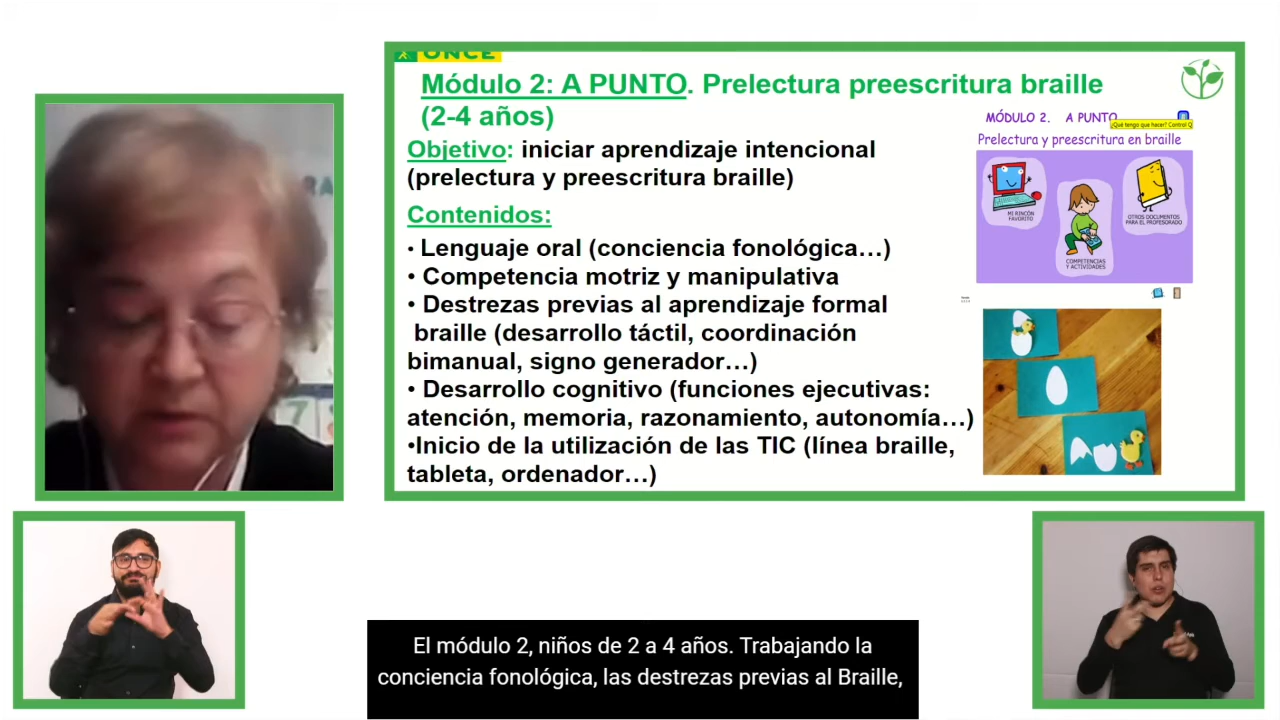 ONCE
Módulo 2: A PUNTO. Prelectura preescritura braille
(2-4 años)
Objetivo: iniciar aprendizaje intencional
(prelectura y preescritura braille)
Contenidos:
• Lenguaje oral (conciencia fonológica…)
• Competencia motriz y manipulativa
• Destrezas previas al aprendizaje formal
braille (desarrollo táctil, coordinación
bimanual, signo generador…)
• Desarrollo cognitivo (funciones ejecutivas:
atención, memoria, razonamiento, autonomía…)
•Inicio de la utilización de las TIC (línea braille,
tableta, ordenador…)
MÓDULO 2. A PUNTO
¿Qué tengo que hacer? Control Q
Prelectura y preescritura en braille
MI RINCÓN
FAVORITO
COMPETENCIAS
Y ACTIVIDADES
OTROS DOCUMENTOS
PARA EL PROFESORADO
El módulo 2, niños de 2 a 4 años. Trabajando la
conciencia fonológica, las destrezas previas al Braille,